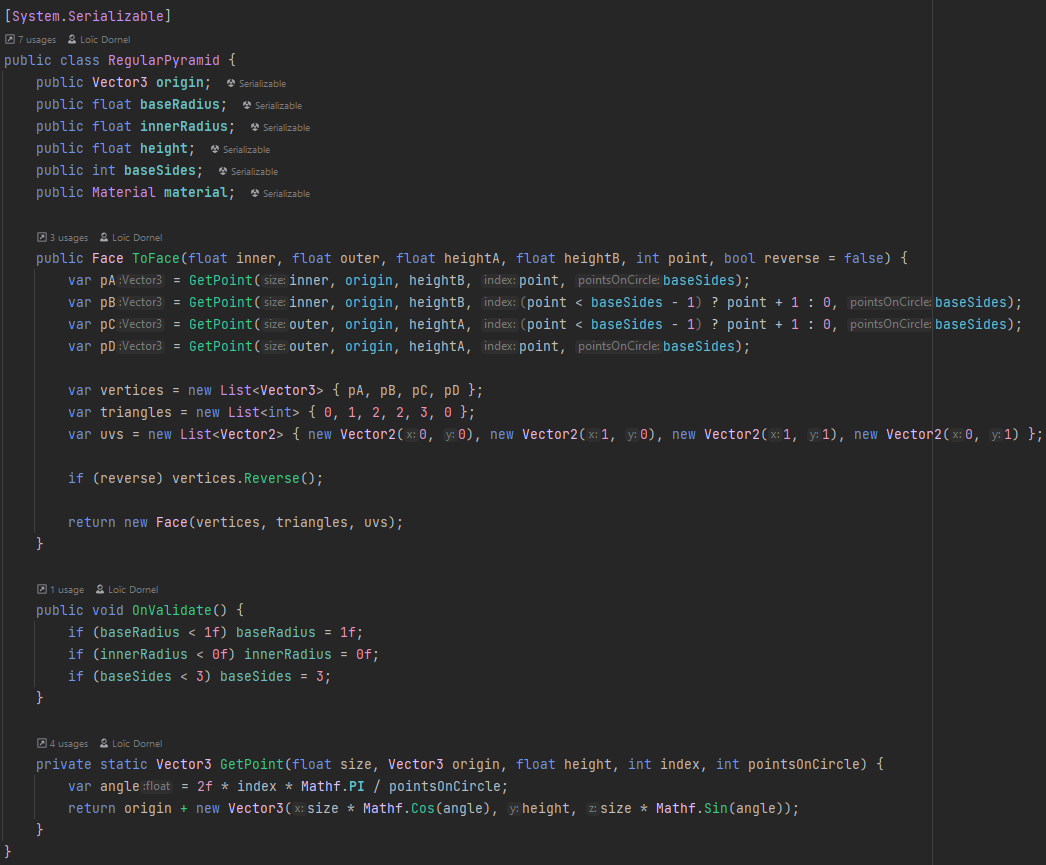 [System.Serializable]
7 usages Loïc Dornel
public class RegularPyramid {
public Vector3 origin; Serializable
public float baseRadius; Serializable
public float innerRadius; Serializable
public float height; Serializable
public int baseSides; Serializable
public Material material; Serializable
3 usages Loïc Dornel
public Face ToFace(float inner, float outer, float heightA, float heightB, int point, bool reverse = false) {
var pA :Vector3 = GetPoint( size: inner, origin, heightB, index: point, pointsOnCircle: baseSides);
var pB :Vector3 = GetPoint( size: inner, origin, heightB, index: (point < baseSides - 1) ? point + 1 : 0, pointsOnCircle: baseSides);
var pC :Vector3 = GetPoint( size: outer, origin, heightA, index: (point < baseSides - 1) ? point + 1 : 0, pointsOnCircle: baseSides);
var pD :Vector3 = GetPoint( size: outer, origin, heightA, index: point, pointsOnCircle: baseSides);
var vertices = new List<Vector3> { pA, pB, pC, pD };
var triangles = new List<int> { 0, 1, 2, 2, 3, 0 };
var uvs = new List<Vector2> { new Vector2( x: 0, y: 0), new Vector2( x: 1, y: 0), new Vector2( x: 1, y: 1), new Vector2( x: 0, y: 1) };
if (reverse) vertices.Reverse();
return new Face(vertices, triangles, uvs);
}
1 usage Loïc Dornel
public void OnValidate() {
if (baseRadius < 1f) baseRadius = 1f;
if (innerRadius < 0f) innerRadius = 0f;
if (baseSides < 3) baseSides = 3;
}
4 usages Loïc Dornel
private static Vector3 GetPoint(float size, Vector3 origin, float height, int index, int pointsOnCircle) {
var angle :float = 2f * index * Mathf.PI / pointsOnCircle;
return origin + new Vector3( x: size * Mathf.Cos(angle), y: height, z: size * Mathf.Sin(angle));
}
}